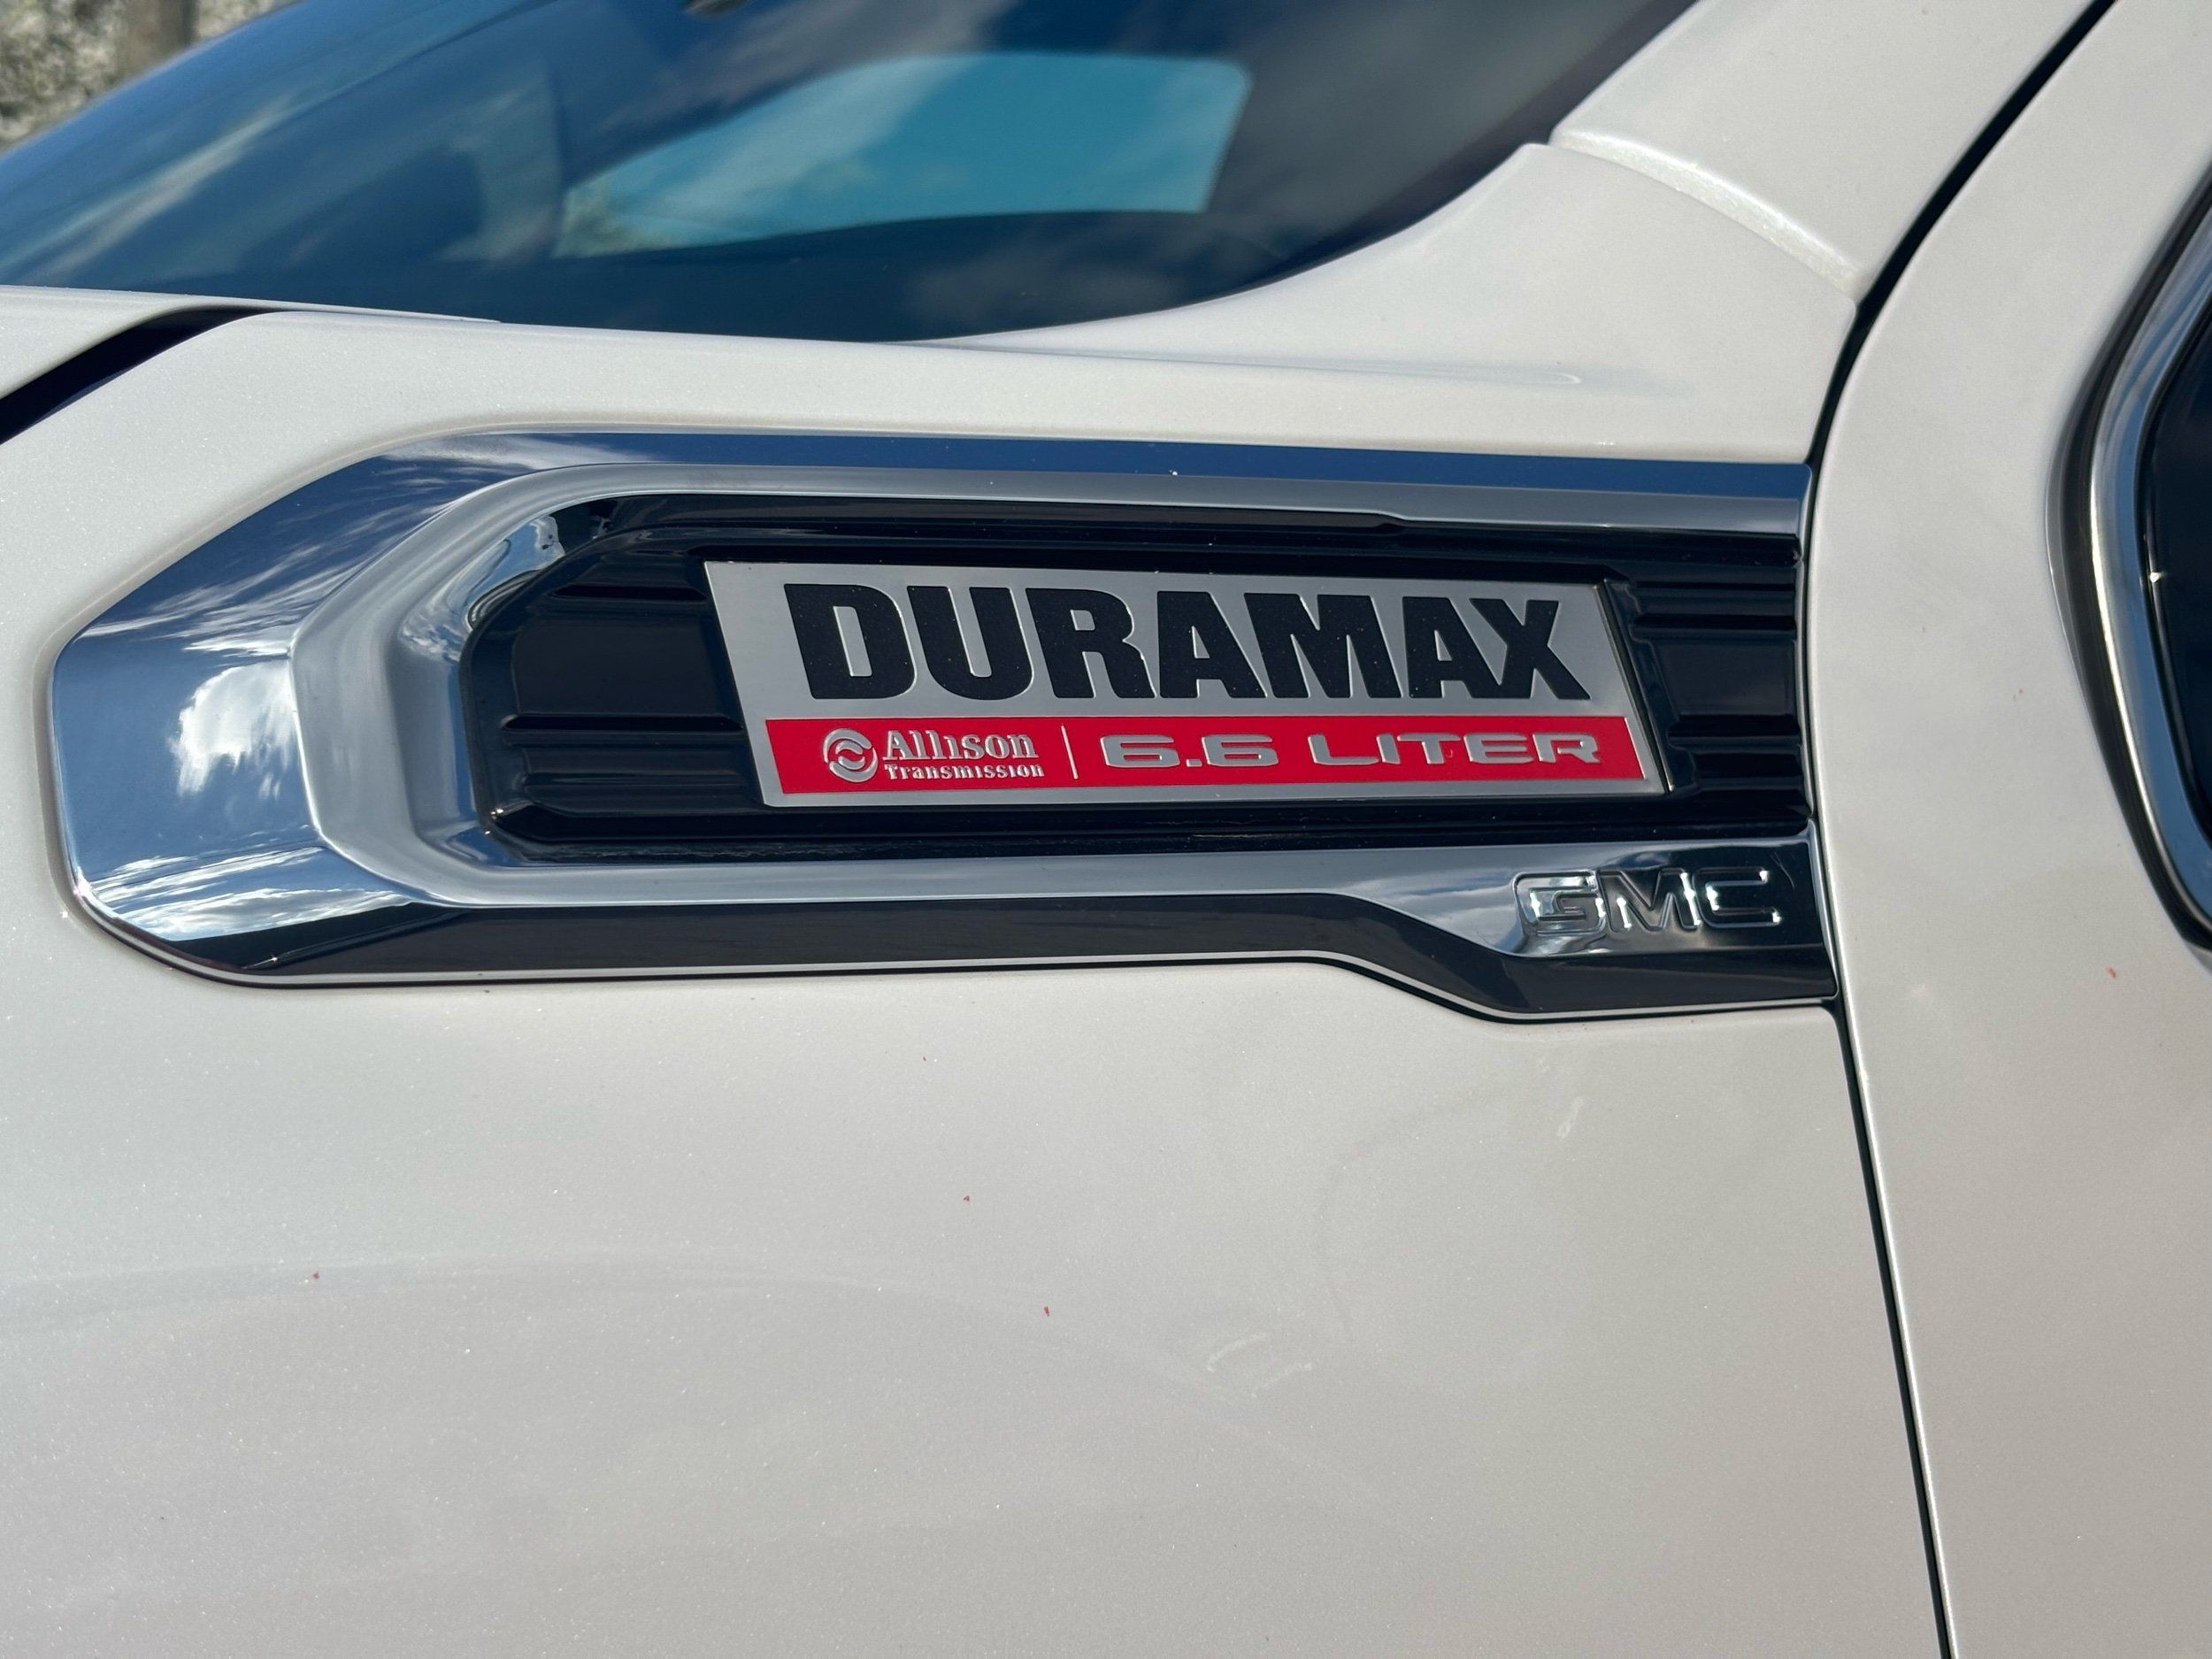 DURAMAX
Allison Transmission | 6.6 LITER
GMC